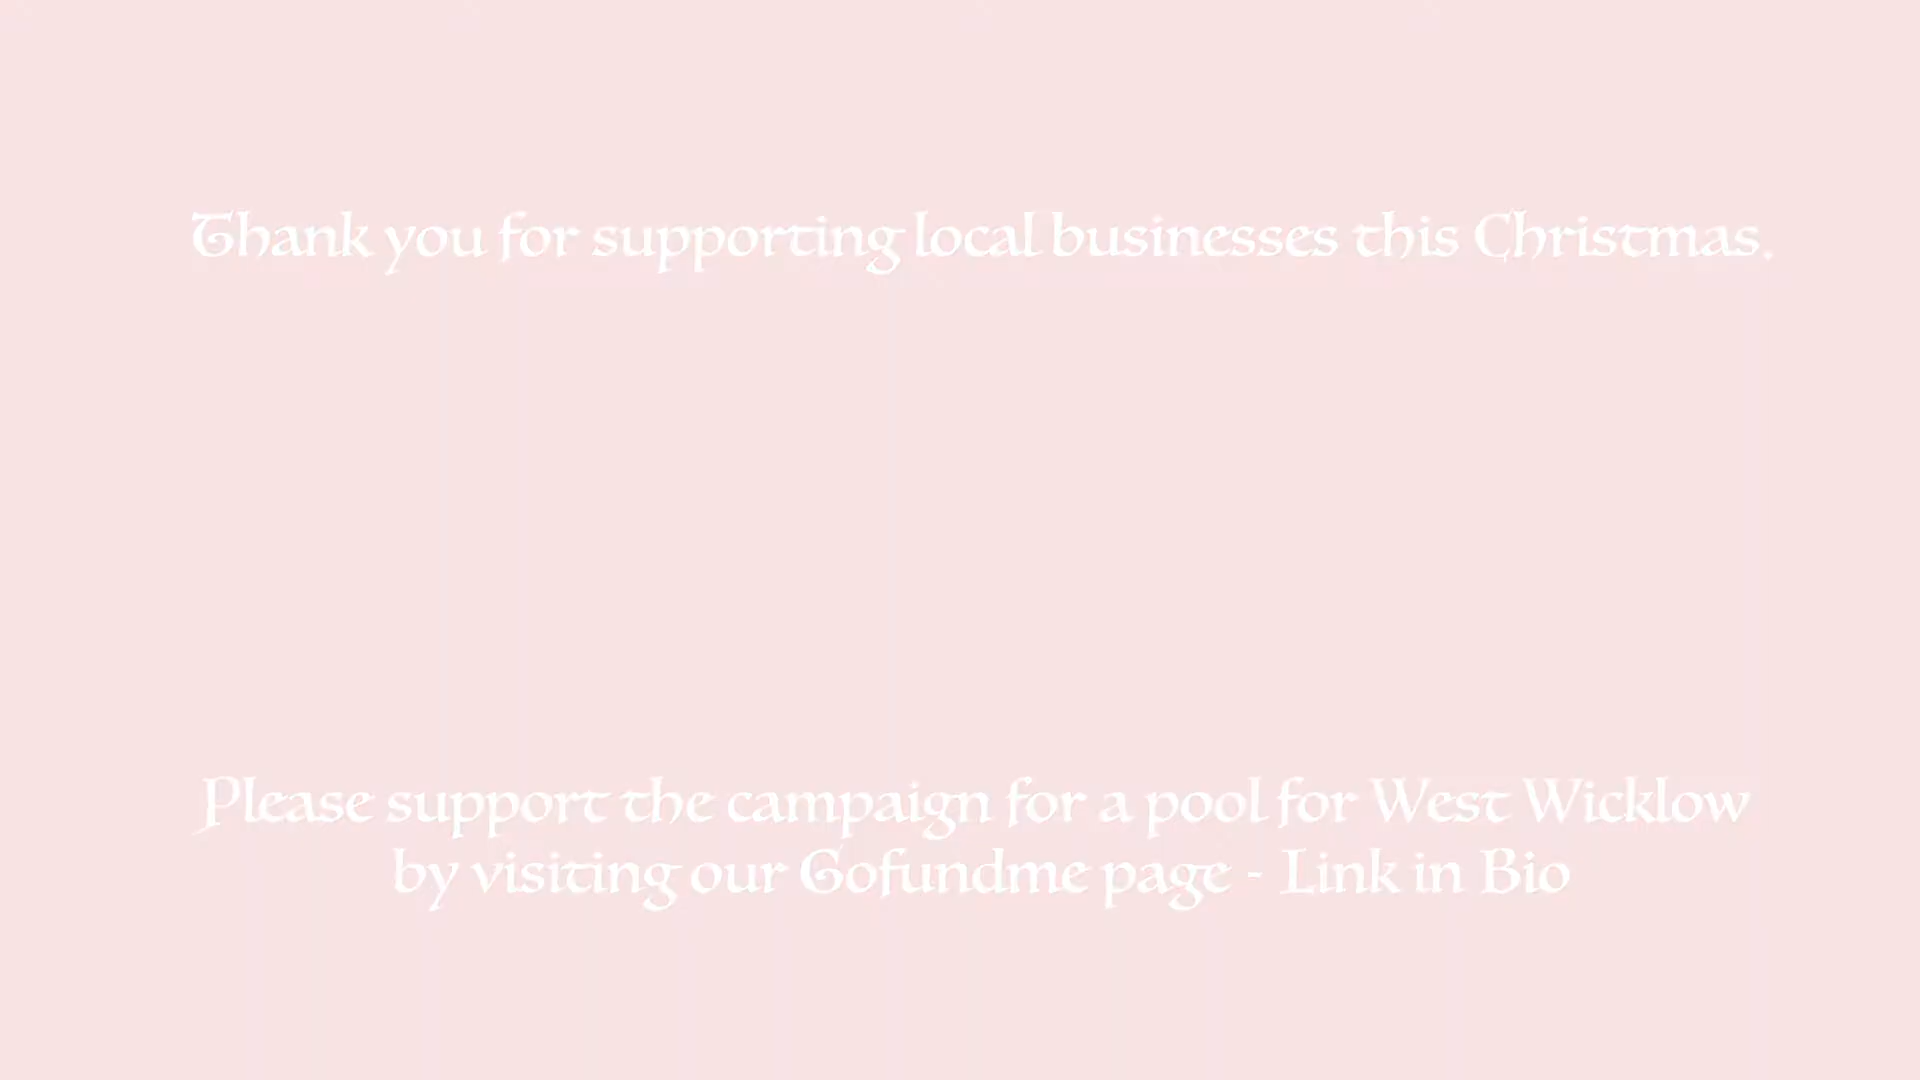 Thank you for supporting local businesses this Christmas.
Please support the campaign for a pool for West Wicklow
by visiting our Gofundme page - Link in Bio